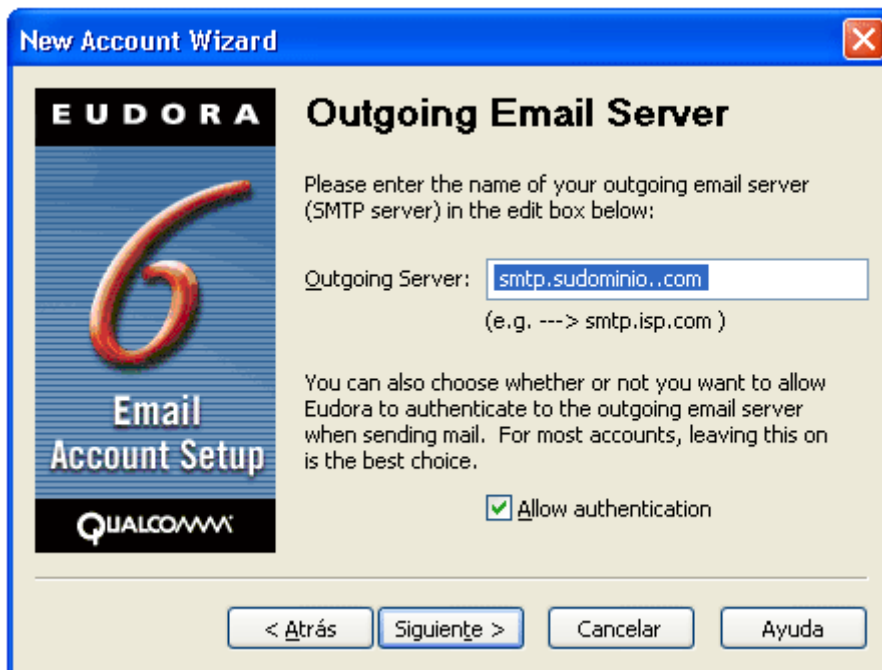 New Account Wizard
EUDORA
6
Email
Account Setup
QUALCOMM
Outgoing Email Server
Please enter the name of your outgoing email server
(SMTP server) in the edit box below:
Outgoing Server: smtp.sudominio..com
(e.g. ---> smtp.isp.com )
You can also choose whether or not you want to allow
Eudora to authenticate to the outgoing email server
when sending mail.  For most accounts, leaving this on
is the best choice.
Allow authentication
< Atrás Siguiente > Cancelar Ayuda